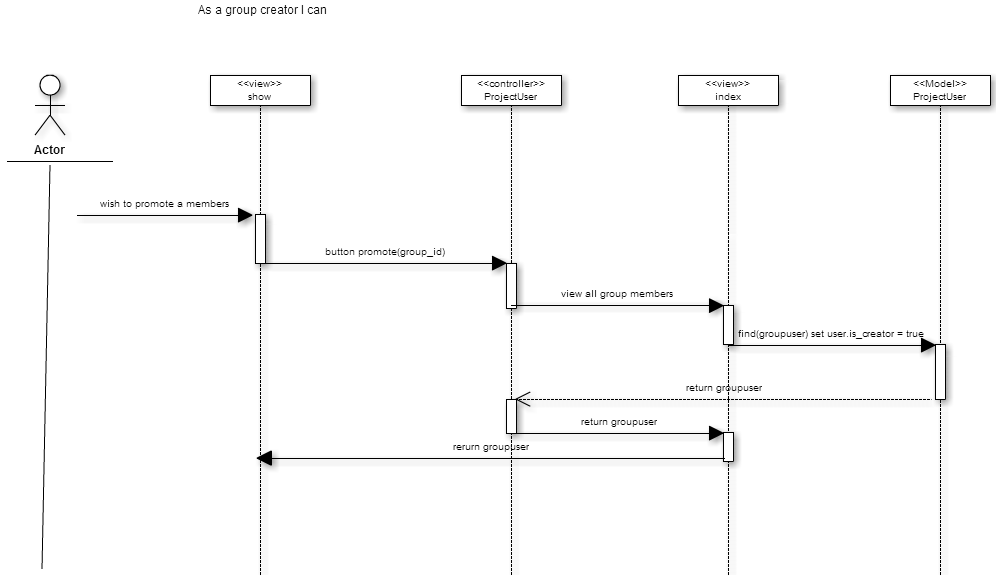 As a group creator I can
<<view>>
show
<<controller>>
ProjectUser
<<view>>
index
<<Model>>
ProjectUser
Actor
wish to promote a members
button promote(group_id)
view all group members
find(groupuser) set user.is_creator = true
return groupuser
return groupuser
rerurn groupuser